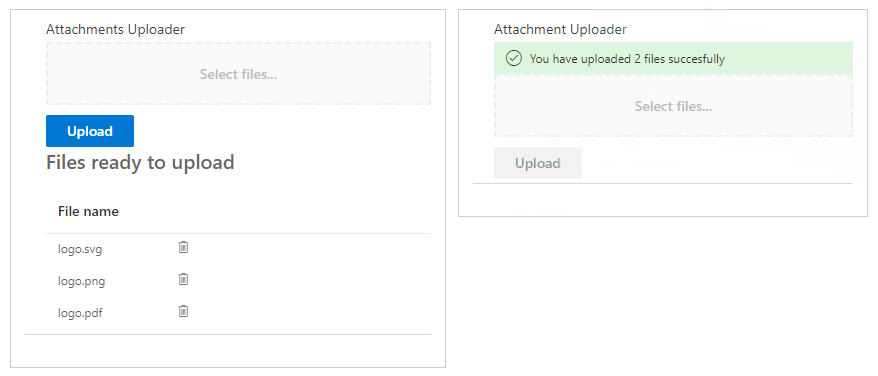 Attachments Uploader
Select files...
Upload
Files ready to upload
File name
logo.svg
logo.png
logo.pdf
Attachment Uploader
You have uploaded 2 files succesfully
Select files...
Upload